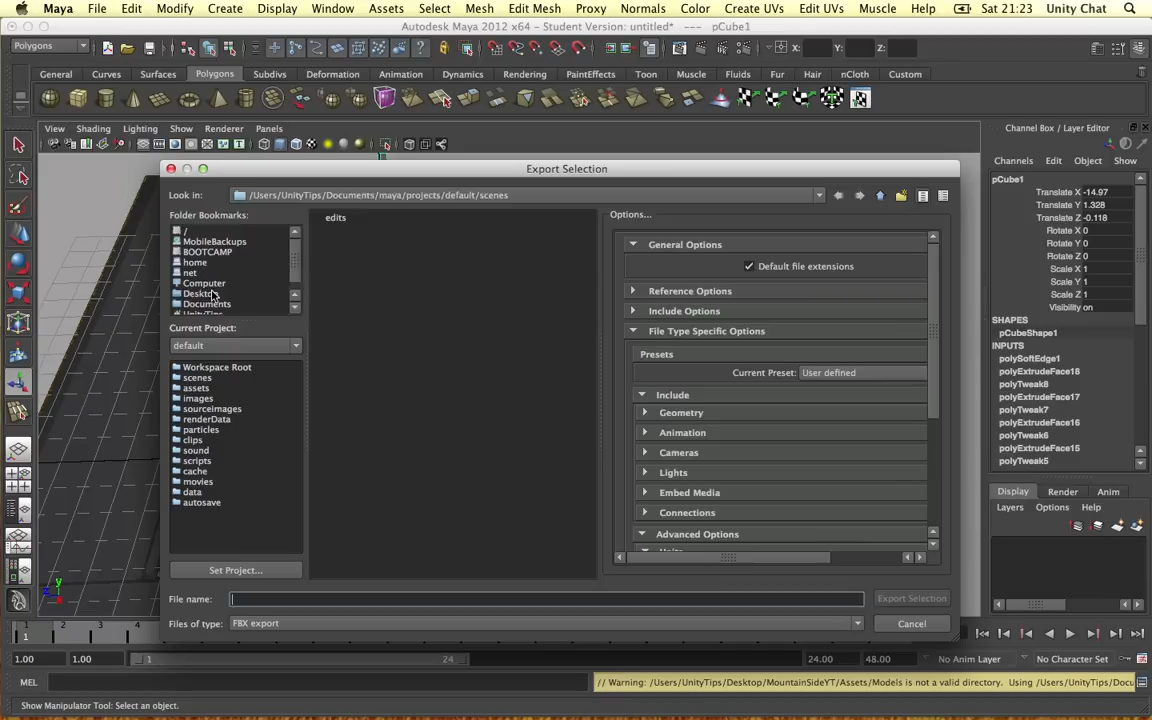 Maya File Edit Modify Create Display Window Assets Select Mesh Edit Mesh Proxy Normals Color Create UVs Edit UVs Muscle Help Sat 21:23 Unity Chat
Autodesk Maya 2012 x64 - Student Version: untitled* --- pCube1
Polygons X: Y: Z:
General Curves Surfaces Polygons Subdivs Deformation Animation Dynamics Rendering PaintEffects Toon Muscle Fluids Fur Hair nCloth Custom
View Shading Lighting Show Renderer Panels
Channel Box / Layer Editor
Channels Edit Object Show
pCube1
Translate X -14.97
Translate Y 1.328
Translate Z -0.118
Rotate X 0
Rotate Y 0
Rotate Z 0
Scale X 1
Scale Y 1
Scale Z 1
Visibility on
SHAPES
pCubeShape1
INPUTS
polySoftEdge1
polyExtrudeFace18
polyTweak8
polyExtrudeFace17
polyTweak7
polyExtrudeFace16
polyTweak6
polyExtrudeFace15
polyTweak5
Display Render Anim
Layers Options Help
Export Selection
Look in: /Users/UnityTips/Documents/maya/projects/default/scenes
Folder Bookmarks:
/
MobileBackups
BOOTCAMP
home
net
Computer
Desktop
Documents
UnityTips
Current Project:
default
Workspace Root
scenes
assets
images
sourceimages
renderData
particles
clips
sound
scripts
cache
movies
data
autosave
Set Project...
edits
Options...
General Options
Default file extensions
Reference Options
Include Options
File Type Specific Options
Presets
Current Preset: User defined
Include
Geometry
Animation
Cameras
Lights
Embed Media
Connections
Advanced Options
Units
File name: Export Selection
Files of type: FBX export Cancel
1 2 3 4
1
1.00 1.00 1 24 24.00 48.00 No Anim Layer No Character Set
MEL // Warning: /Users/UnityTips/Desktop/MountainSideYT/Assets/Models is not a valid directory. Using /Users/UnityTips/Docu
Show Manipulator Tool: Select an object.